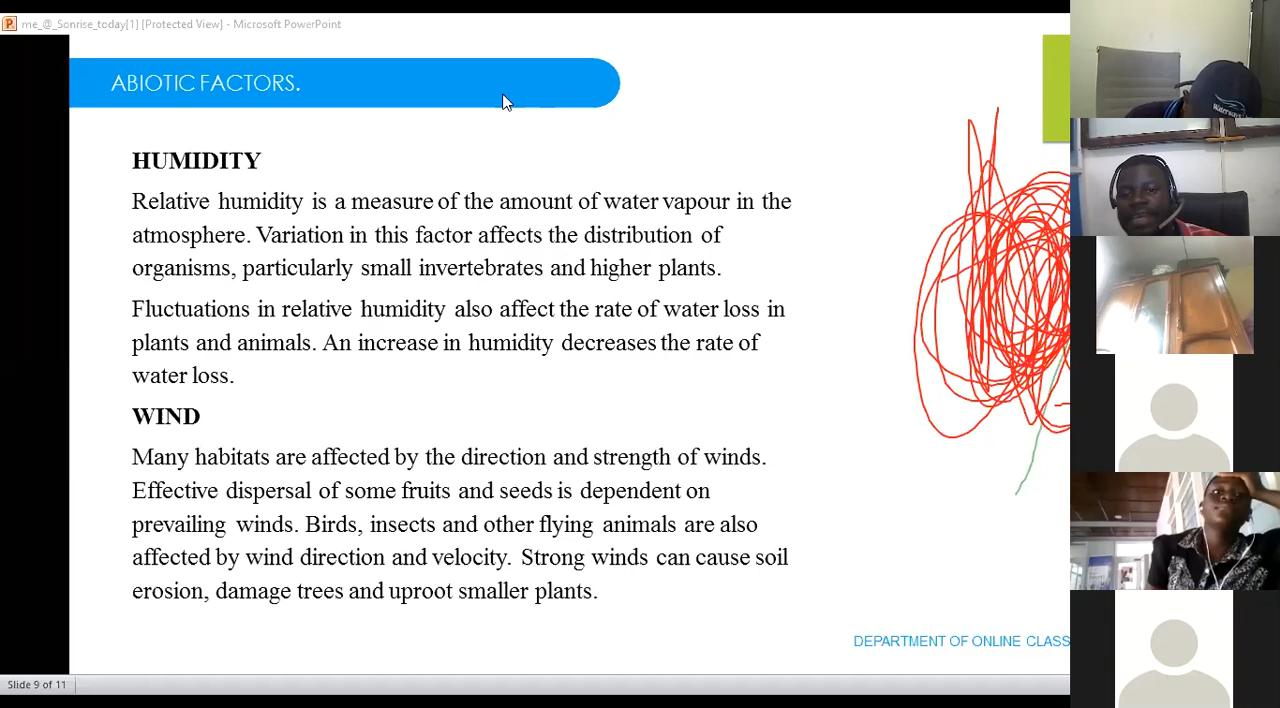 me_@_Sonrise_today[1] [Protected View] - Microsoft PowerPoint
ABIOTIC FACTORS.
HUMIDITY
Relative humidity is a measure of the amount of water vapour in the
atmosphere. Variation in this factor affects the distribution of
organisms, particularly small invertebrates and higher plants.
Fluctuations in relative humidity also affect the rate of water loss in
plants and animals. An increase in humidity decreases the rate of
water loss.
WIND
Many habitats are affected by the direction and strength of winds.
Effective dispersal of some fruits and seeds is dependent on
prevailing winds. Birds, insects and other flying animals are also
affected by wind direction and velocity. Strong winds can cause soil
erosion, damage trees and uproot smaller plants.
DEPARTMENT OF ONLINE CLASS
Slide 9 of 11